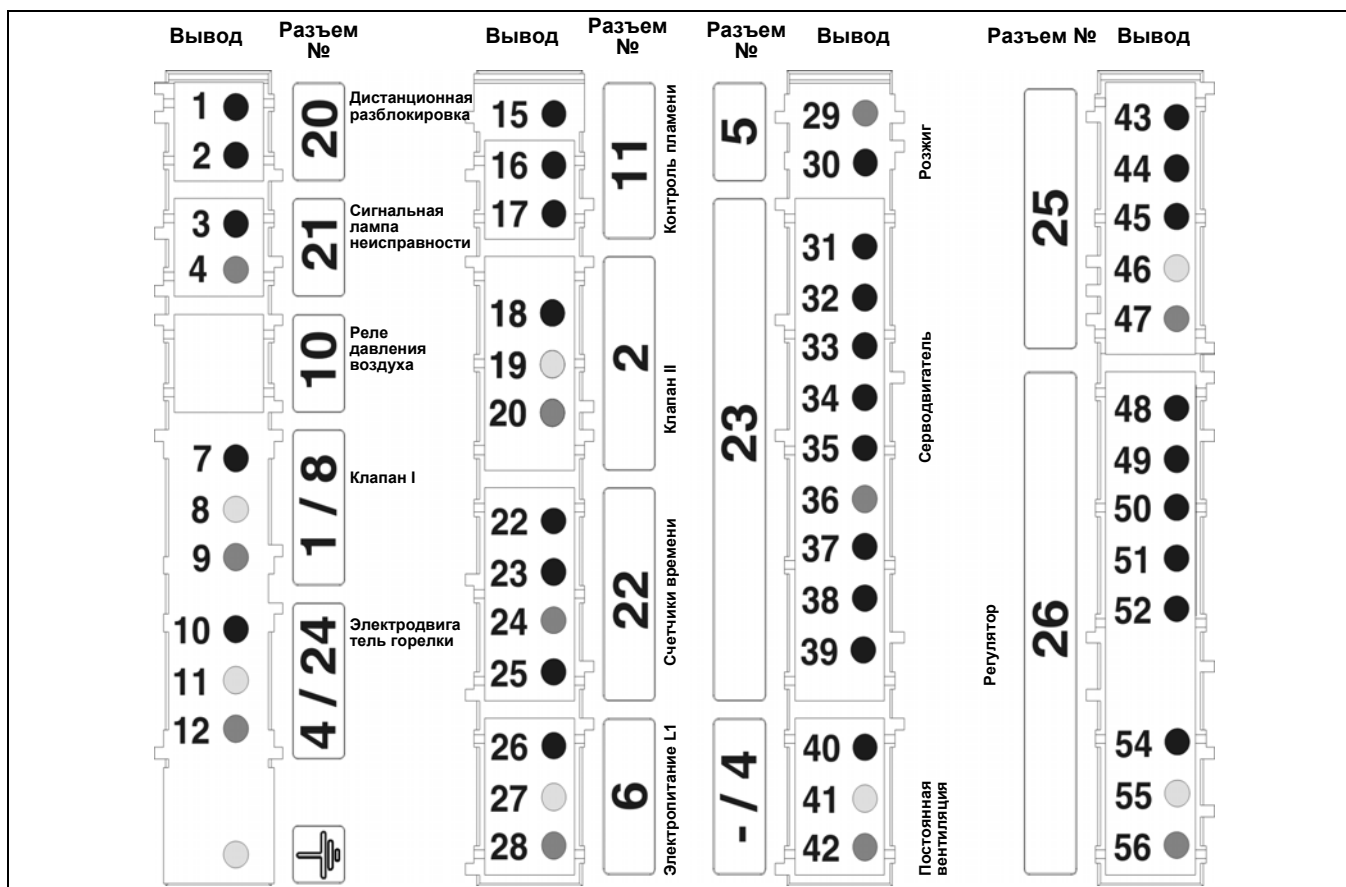 Вывод
Разъем
№
1
2
20
Дистанционная
разблокировка
3
4
21
Сигнальная
лампа
неисправности
10
Реле
давления
воздуха
7
8
9
1 / 8
Клапан I
10
11
12
4 / 24
Электродвига
тель горелки
Вывод
Разъем
№
15
16
17
11
Контроль пламени
18
19
20
2
Клапан II
22
23
24
25
22
Счетчики времени
26
27
28
6
Электропитание L1
Разъем
№
Вывод
5
29
30
Розжиг
23
31
32
33
34
35
36
37
38
39
Серводвигатель
- / 4
40
41
42
Постоянная
вентиляция
Разъем №
Вывод
25
43
44
45
46
47
Регулятор
26
48
49
50
51
52
54
55
56